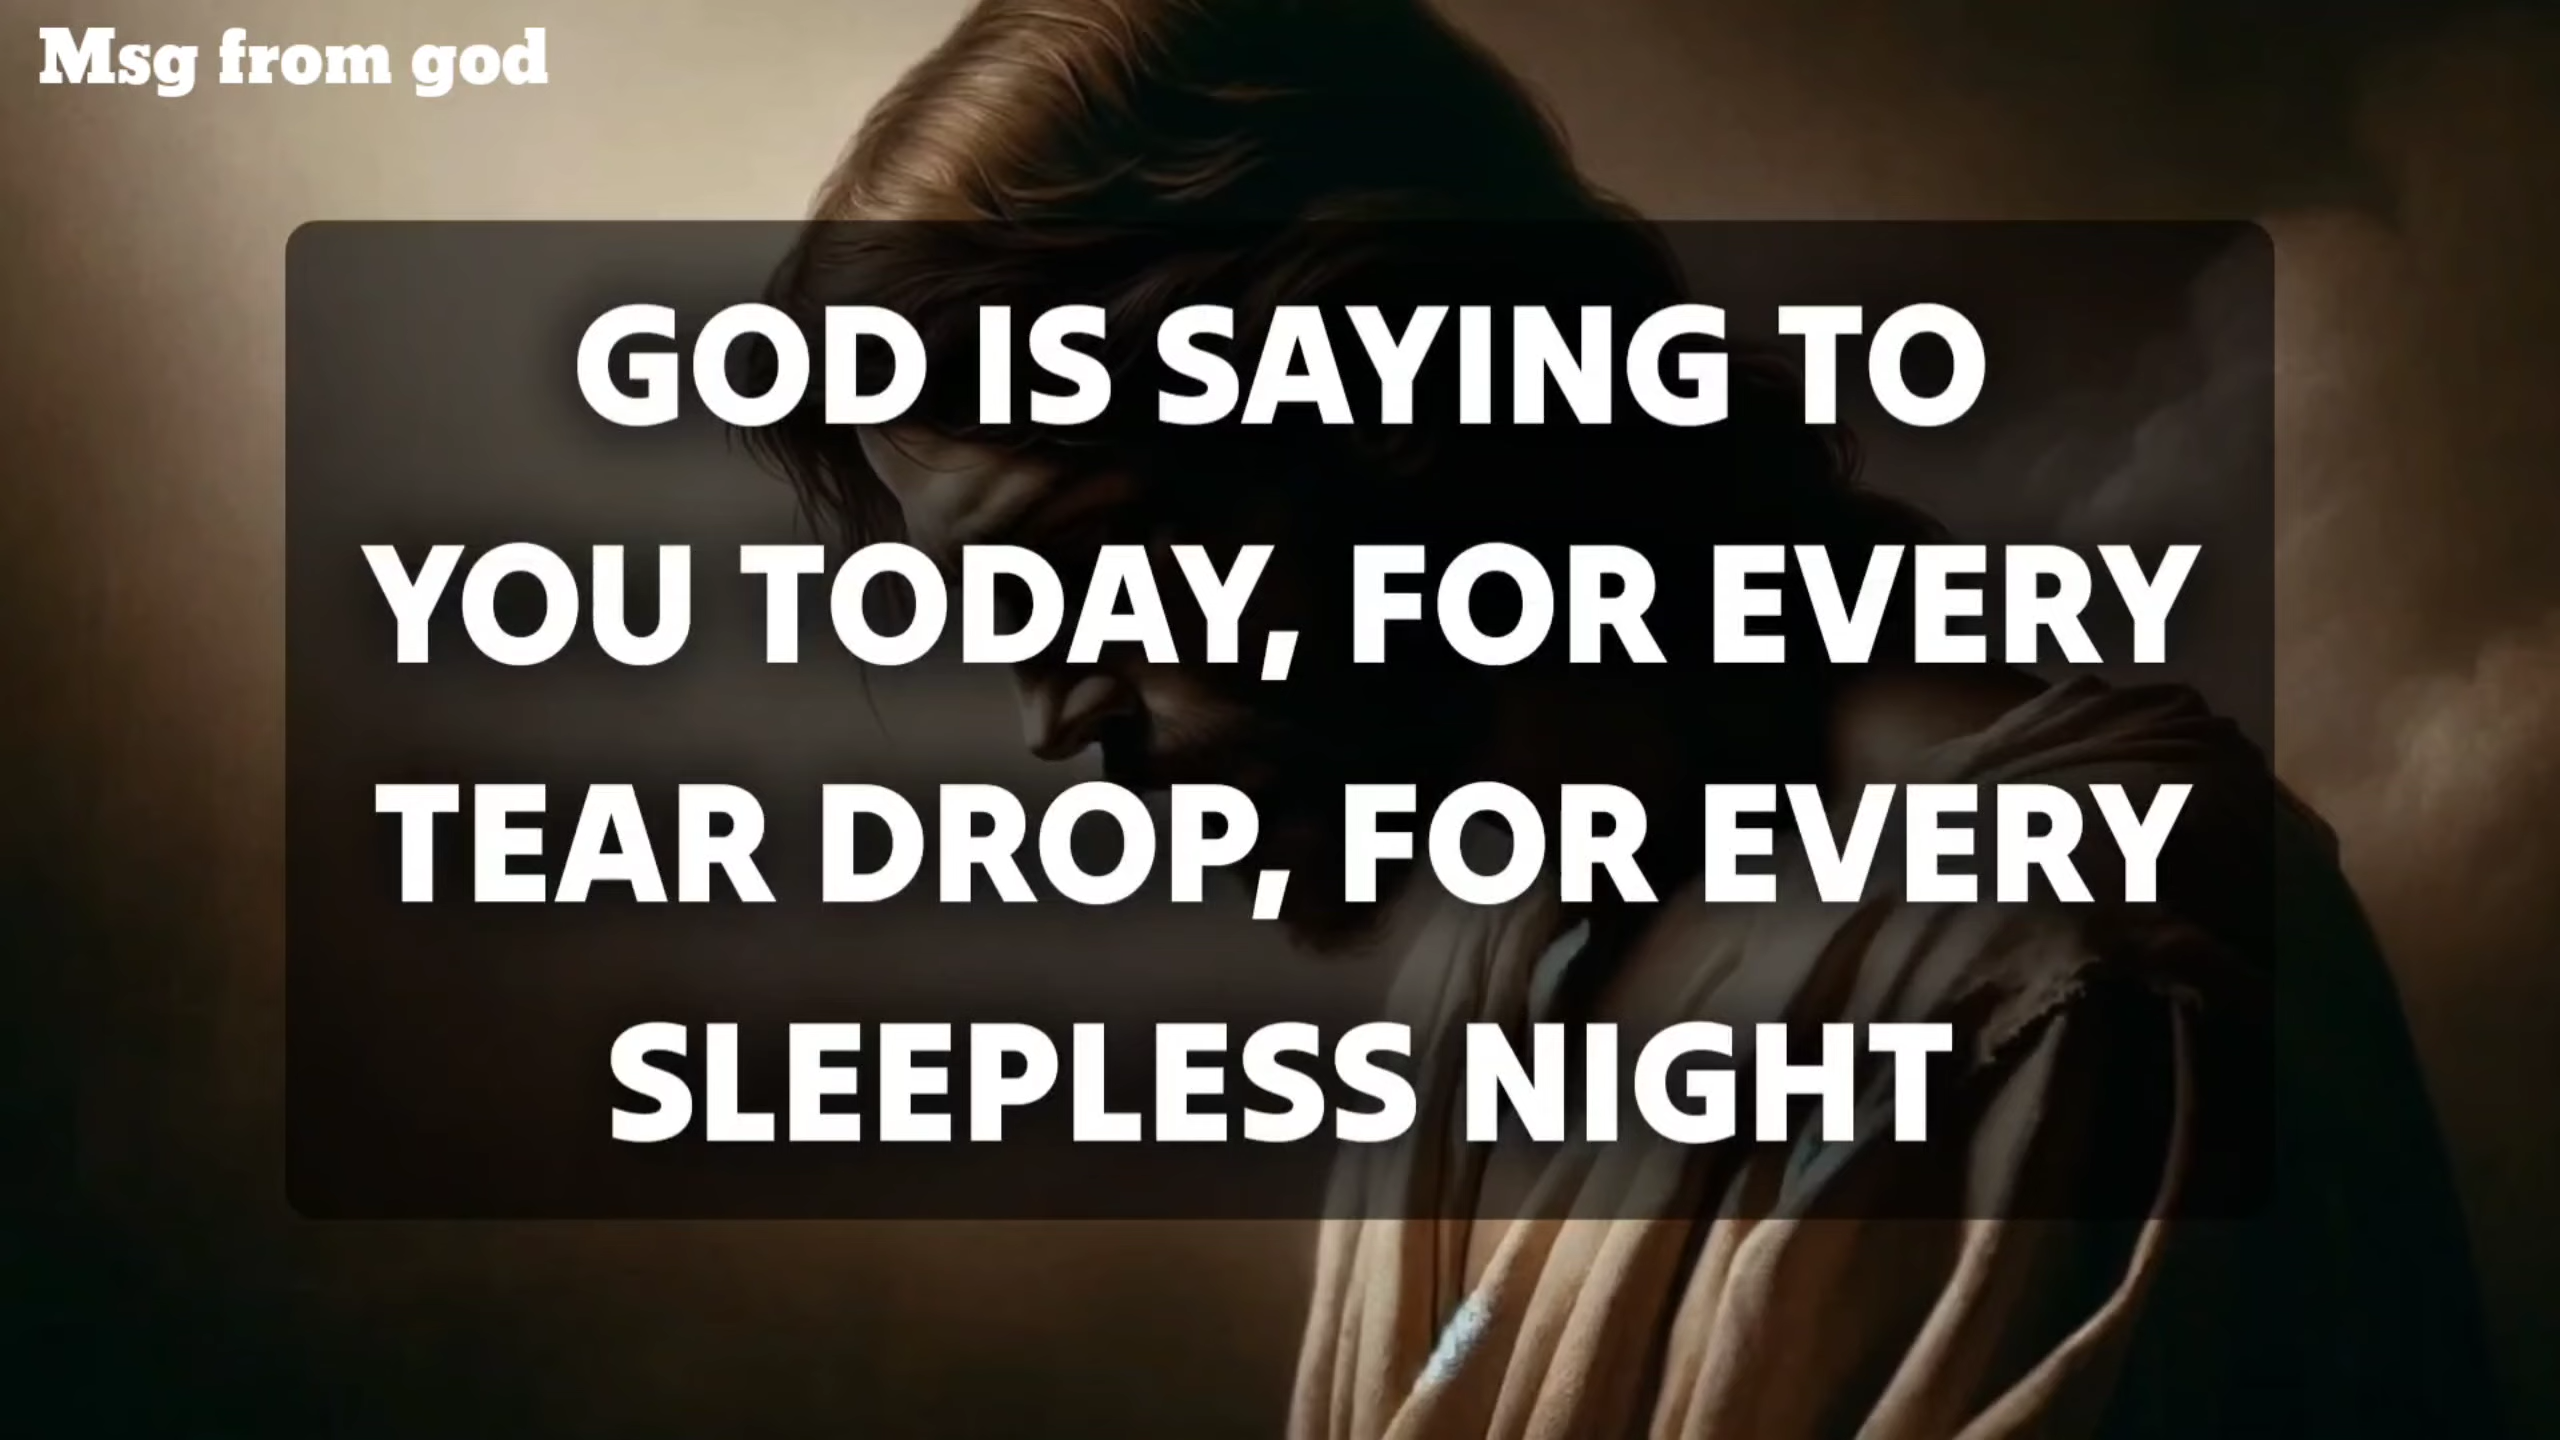 Msg from god
GOD IS SAYING TO
YOU TODAY, FOR EVERY
TEAR DROP, FOR EVERY
SLEEPLESS NIGHT